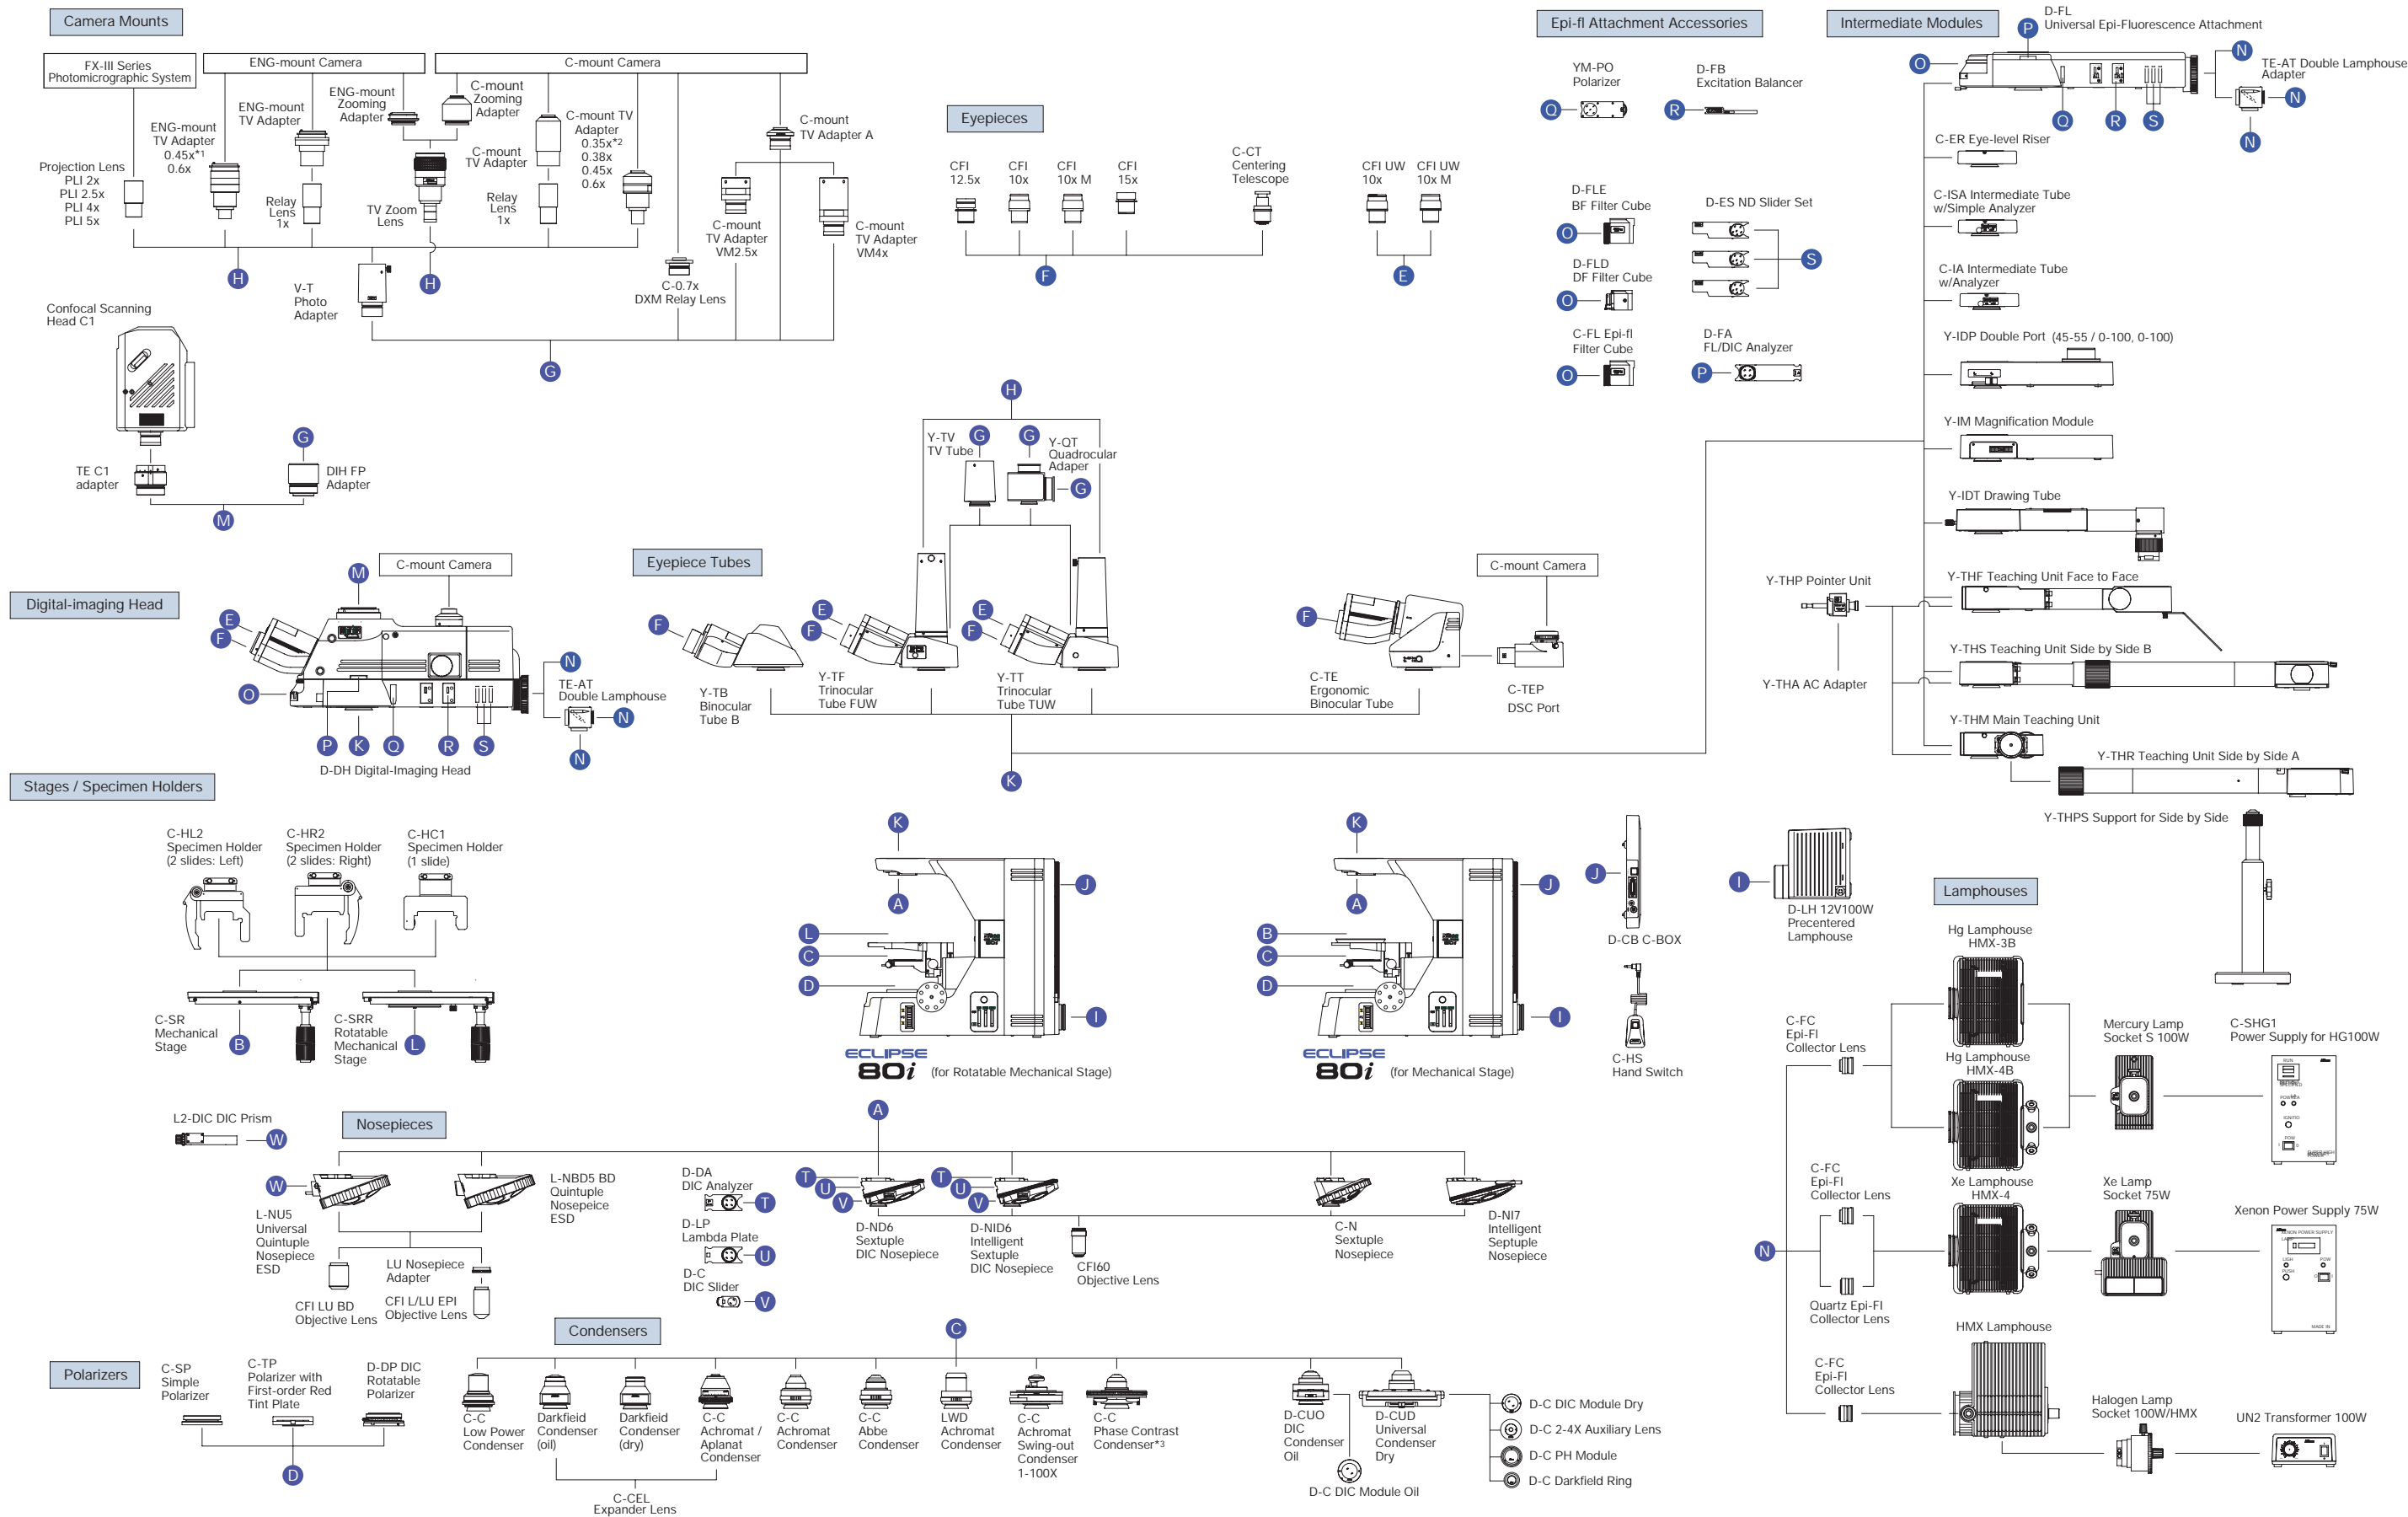 Camera Mounts
FX-III Series
Photomicrographic System
ENG-mount Camera
C-mount Camera
Projection Lens
PLI 2x
PLI 2.5x
PLI 4x
PLI 5x
ENG-mount
TV Adapter
0.45x*1
0.6x
ENG-mount
TV Adapter
Relay
Lens
1x
ENG-mount
Zooming
Adapter
C-mount
Zooming
Adapter
TV Zoom
Lens
C-mount
TV Adapter
Relay
Lens
1x
C-mount TV
Adapter
0.35x*2
0.38x
0.45x
0.6x
C-mount
TV Adapter A
C-mount
TV Adapter
VM2.5x
C-mount
TV Adapter
VM4x
C-0.7x
DXM Relay Lens
V-T
Photo
Adapter
H
H
G
Confocal Scanning
Head C1
TE C1
adapter
G
DIH FP
Adapter
M
Eyepieces
CFI
12.5x
CFI
10x
CFI
10x M
CFI
15x
C-CT
Centering
Telescope
CFI UW
10x
CFI UW
10x M
F
E
Epi-fl Attachment Accessories
YM-PO
Polarizer
Q
D-FB
Excitation Balancer
R
D-FLE
BF Filter Cube
O
D-FLD
DF Filter Cube
O
C-FL Epi-fl
Filter Cube
O
D-ES ND Slider Set
S
D-FA
FL/DIC Analyzer
P
Intermediate Modules
D-FL
Universal Epi-Fluorescence Attachment
P
O
N
TE-AT Double Lamphouse
Adapter
N
N
Q
R
S
C-ER Eye-level Riser
C-ISA Intermediate Tube
w/Simple Analyzer
C-IA Intermediate Tube
w/Analyzer
Y-IDP Double Port (45-55 / 0-100, 0-100)
Y-IM Magnification Module
Y-IDT Drawing Tube
Y-THP Pointer Unit
Y-THF Teaching Unit Face to Face
Y-THS Teaching Unit Side by Side B
Y-THA AC Adapter
Y-THM Main Teaching Unit
Y-THR Teaching Unit Side by Side A
Y-THPS Support for Side by Side
Digital-imaging Head
M
C-mount Camera
E
F
O
N
TE-AT
Double Lamphouse
N
N
P
K
Q
R
S
D-DH Digital-Imaging Head
Eyepiece Tubes
H
Y-TV
TV Tube
G
G
Y-QT
Quadrocular
Adaper
G
F
Y-TB
Binocular
Tube B
E
F
Y-TF
Trinocular
Tube FUW
E
F
Y-TT
Trinocular
Tube TUW
F
C-TE
Ergonomic
Binocular Tube
C-mount Camera
C-TEP
DSC Port
K
Stages / Specimen Holders
C-HL2
Specimen Holder
(2 slides: Left)
C-HR2
Specimen Holder
(2 slides: Right)
C-HC1
Specimen Holder
(1 slide)
C-SR
Mechanical
Stage
B
C-SRR
Rotatable
Mechanical
Stage
L
K
A
J
L
C
D
I
ECLIPSE
80i (for Rotatable Mechanical Stage)
K
A
J
B
C
D
I
ECLIPSE
80i (for Mechanical Stage)
J
D-CB C-BOX
C-HS
Hand Switch
I
D-LH 12V100W
Precentered
Lamphouse
Lamphouses
Hg Lamphouse
HMX-3B
C-FC
Epi-Fl
Collector Lens
Hg Lamphouse
HMX-4B
Mercury Lamp
Socket S 100W
C-SHG1
Power Supply for HG100W
C-FC
Epi-Fl
Collector Lens
Xe Lamphouse
HMX-4
Xe Lamp
Socket 75W
Xenon Power Supply 75W
N
Quartz Epi-Fl
Collector Lens
HMX Lamphouse
C-FC
Epi-Fl
Collector Lens
Halogen Lamp
Socket 100W/HMX
UN2 Transformer 100W
L2-DIC DIC Prism
W
Nosepieces
A
W
L-NU5
Universal
Quintuple
Nosepiece
ESD
L-NBD5 BD
Quintuple
Nosepeice
ESD
CFI LU BD
Objective Lens
LU Nosepiece
Adapter
CFI L/LU EPI
Objective Lens
D-DA
DIC Analyzer
T
D-LP
Lambda Plate
U
D-C
DIC Slider
V
T
U
V
D-ND6
Sextuple
DIC Nosepiece
T
U
V
D-NID6
Intelligent
Sextuple
DIC Nosepiece
CFI60
Objective Lens
C-N
Sextuple
Nosepiece
D-NI7
Intelligent
Septuple
Nosepiece
Polarizers
C-SP
Simple
Polarizer
C-TP
Polarizer with
First-order Red
Tint Plate
D-DP DIC
Rotatable
Polarizer
D
Condensers
C
C-C
Low Power
Condenser
Darkfield
Condenser
(oil)
Darkfield
Condenser
(dry)
C-C
Achromat /
Aplanat
Condenser
C-C
Achromat
Condenser
C-C
Abbe
Condenser
LWD
Achromat
Condenser
C-C
Achromat
Swing-out
Condenser
1-100X
C-C
Phase Contrast
Condenser*3
C-CEL
Expander Lens
D-CUO
DIC
Condenser
Oil
D-C DIC Module Oil
D-CUD
Universal
Condenser
Dry
D-C DIC Module Dry
D-C 2-4X Auxiliary Lens
D-C PH Module
D-C Darkfield Ring